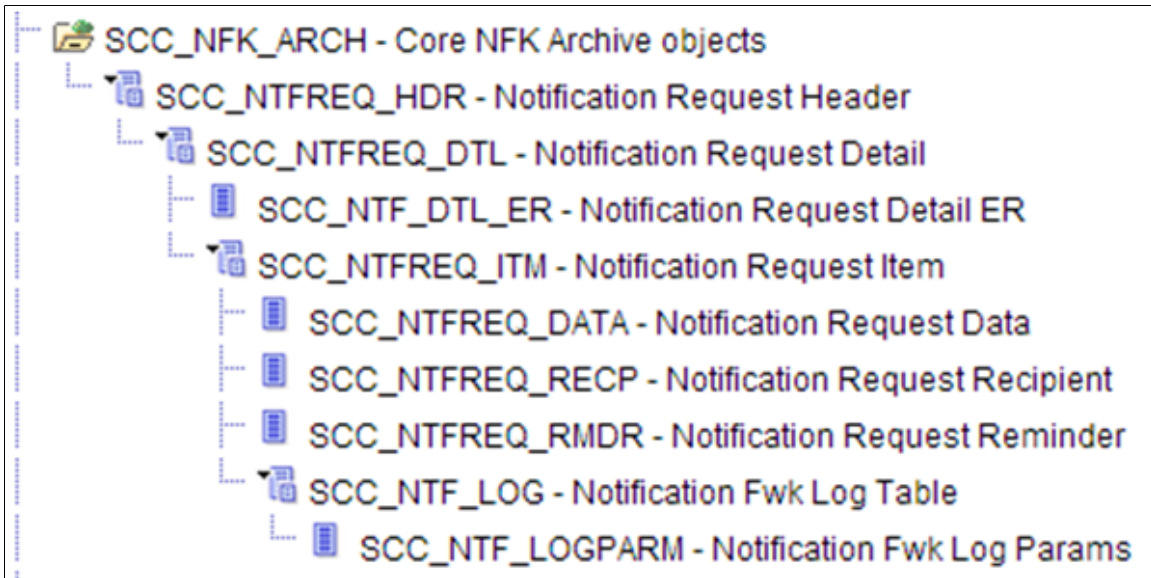 SCC_NFK_ARCH - Core NFK Archive objects
SCC_NTFREQ_HDR - Notification Request Header
SCC_NTFREQ_DTL - Notification Request Detail
SCC_NTF_DTL_ER - Notification Request Detail ER
SCC_NTFREQ_ITM - Notification Request Item
SCC_NTFREQ_DATA - Notification Request Data
SCC_NTFREQ_RECP - Notification Request Recipient
SCC_NTFREQ_RMDR - Notification Request Reminder
SCC_NTF_LOG - Notification Fwk Log Table
SCC_NTF_LOGPARM - Notification Fwk Log Params